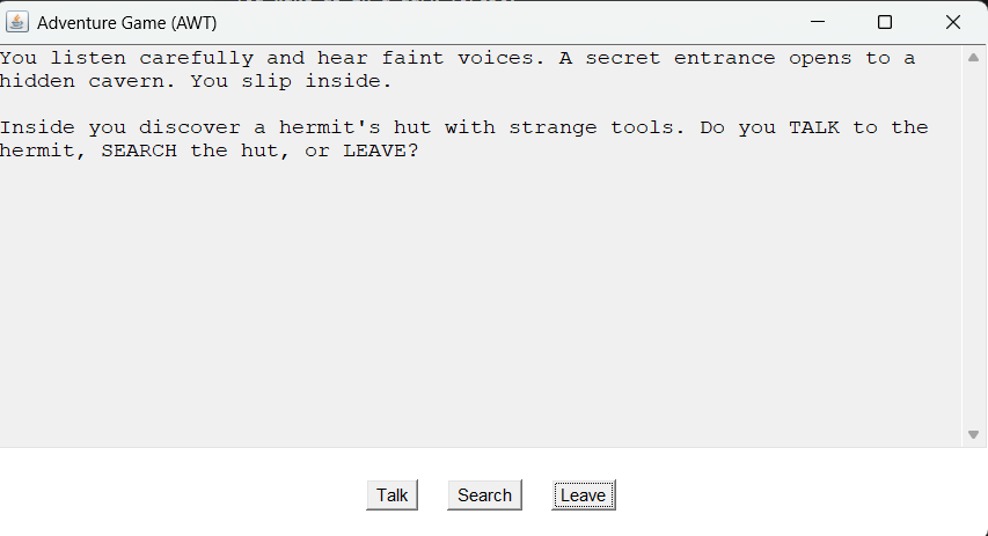 Adventure Game (AWT)
You listen carefully and hear faint voices. A secret entrance opens to a
hidden cavern. You slip inside.
Inside you discover a hermit's hut with strange tools. Do you TALK to the
hermit, SEARCH the hut, or LEAVE?
Talk Search Leave